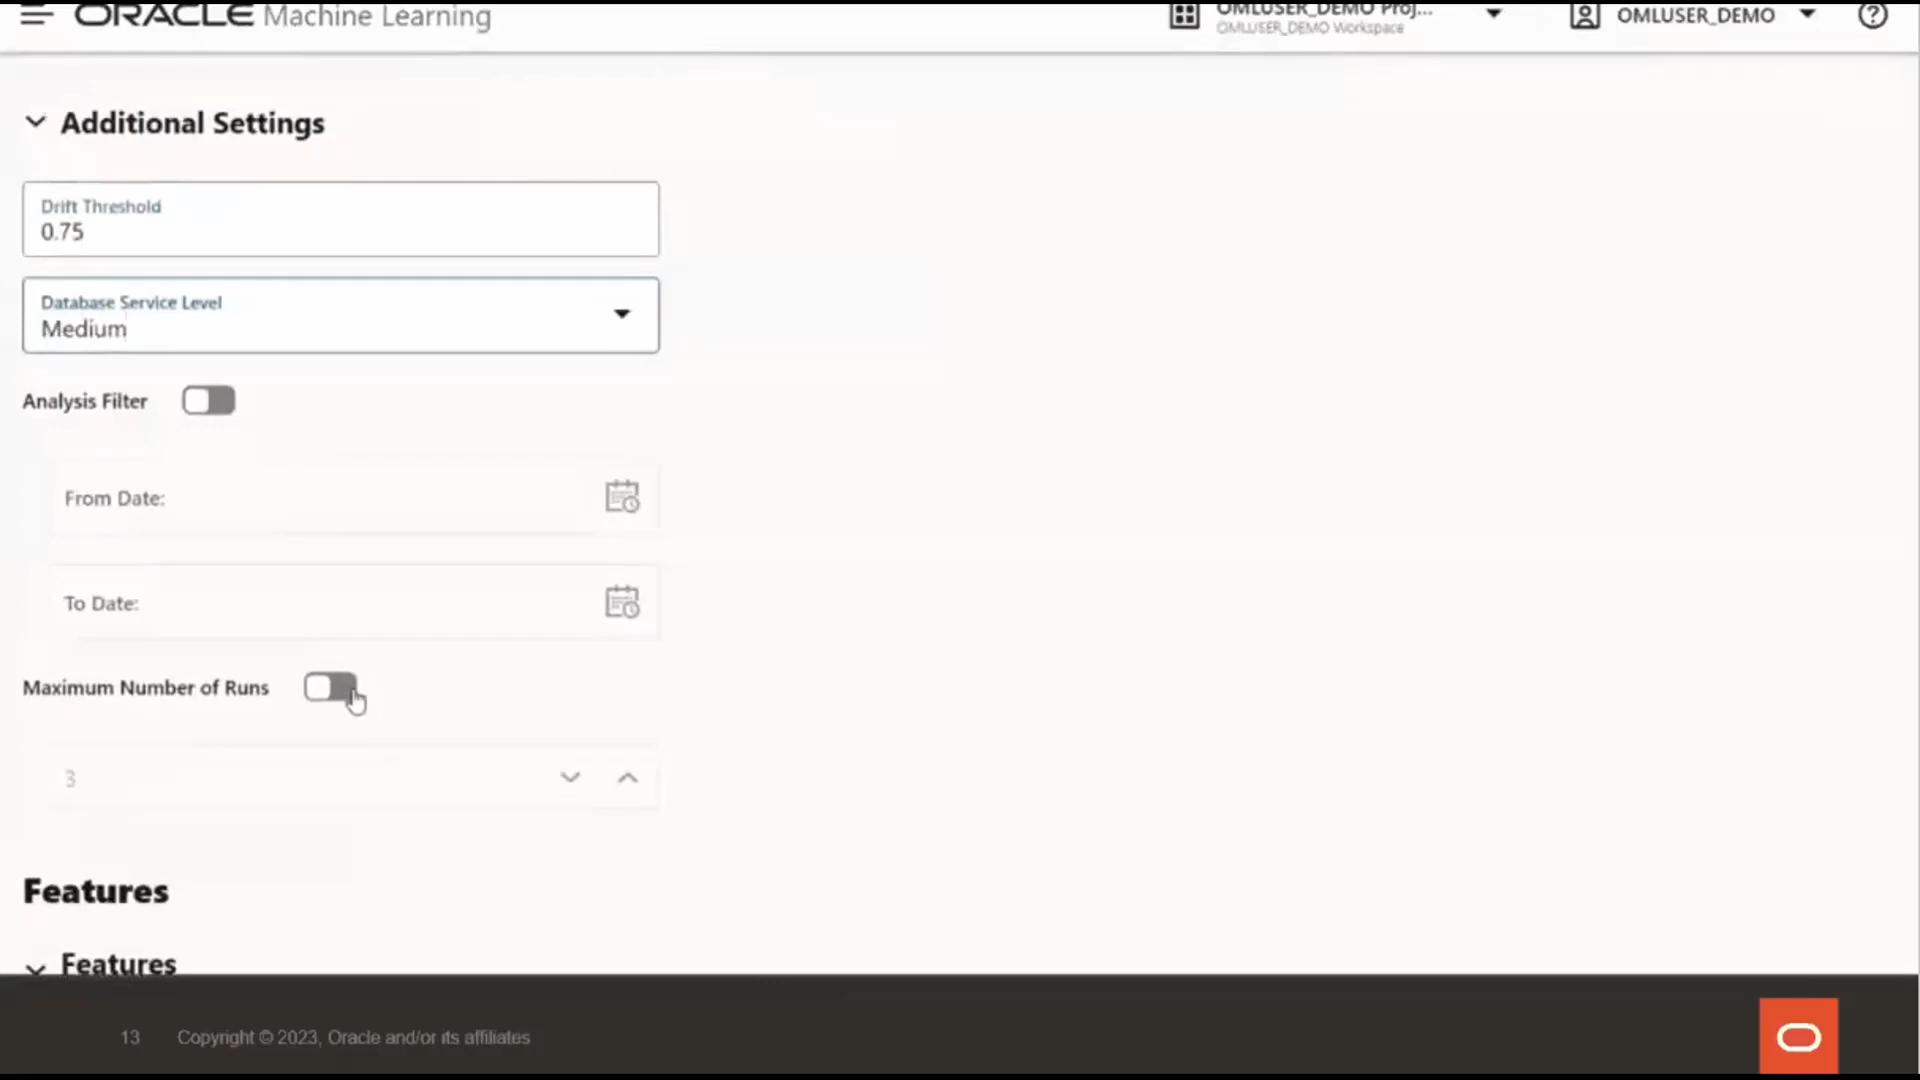 ORACLE Machine Learning
OMLUSER_DEMO Proj...
OMLUSER_DEMO Workspace
OMLUSER_DEMO
Additional Settings
Drift Threshold
0.75
Database Service Level
Medium
Analysis Filter
From Date:
To Date:
Maximum Number of Runs
3
Features
Features
13 Copyright © 2023, Oracle and/or its affiliates